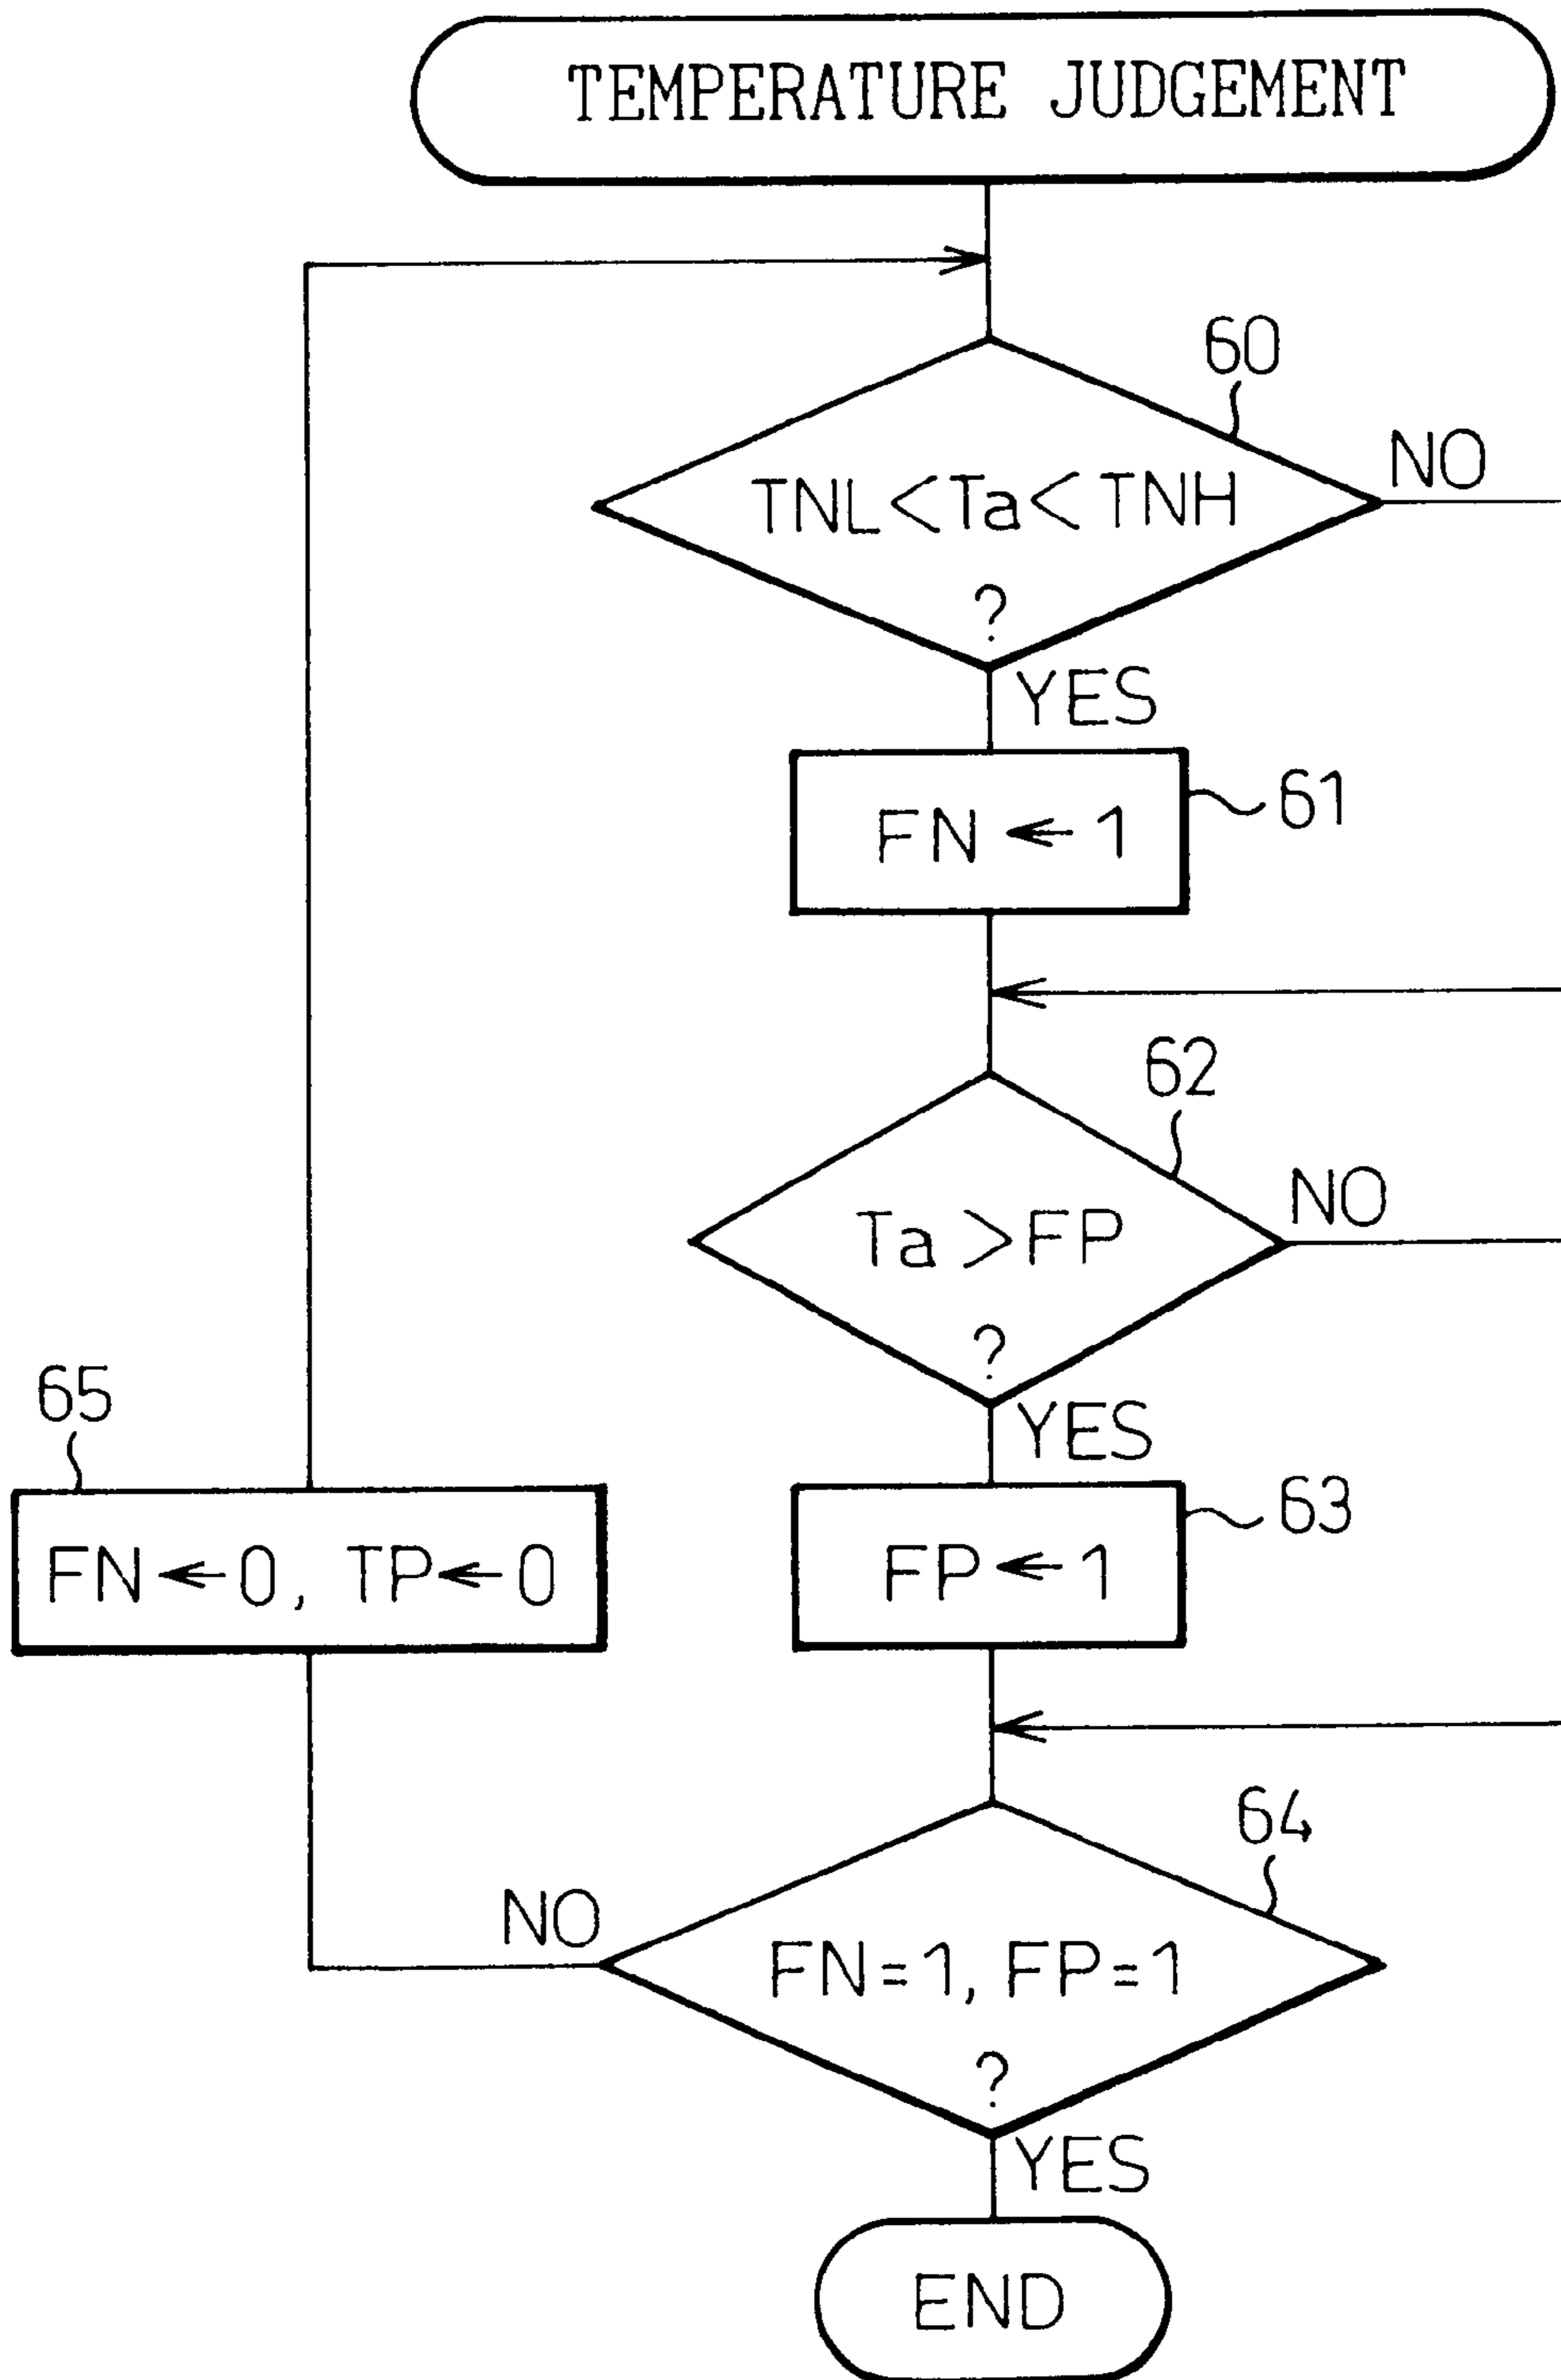 TEMPERATURE JUDGEMENT
60
NO
TNL<Ta<TNH
?
YES
61
FN←1
62
NO
Ta>FP
?
YES
65
63
FN←0, TP←0
FP←1
64
NO
FN=1, FP=1
?
YES
END